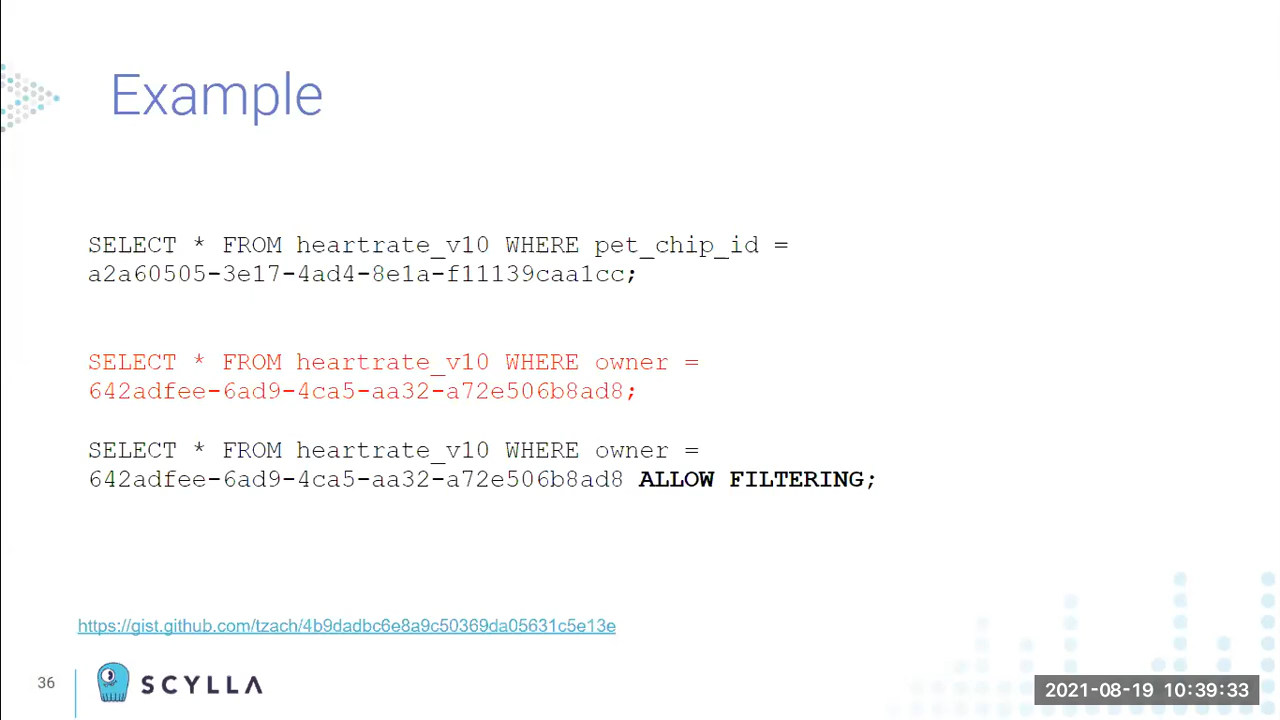 Example
SELECT * FROM heartrate_v10 WHERE pet_chip_id =
a2a60505-3e17-4ad4-8e1a-f11139caa1cc;
SELECT * FROM heartrate_v10 WHERE owner =
642adfee-6ad9-4ca5-aa32-a72e506b8ad8;
SELECT * FROM heartrate_v10 WHERE owner =
642adfee-6ad9-4ca5-aa32-a72e506b8ad8 ALLOW FILTERING;
https://gist.github.com/tzach/4b9dadbc6e8a9c50369da05631c5e13e
36
SCYLLA
2021-08-19 10:39:33